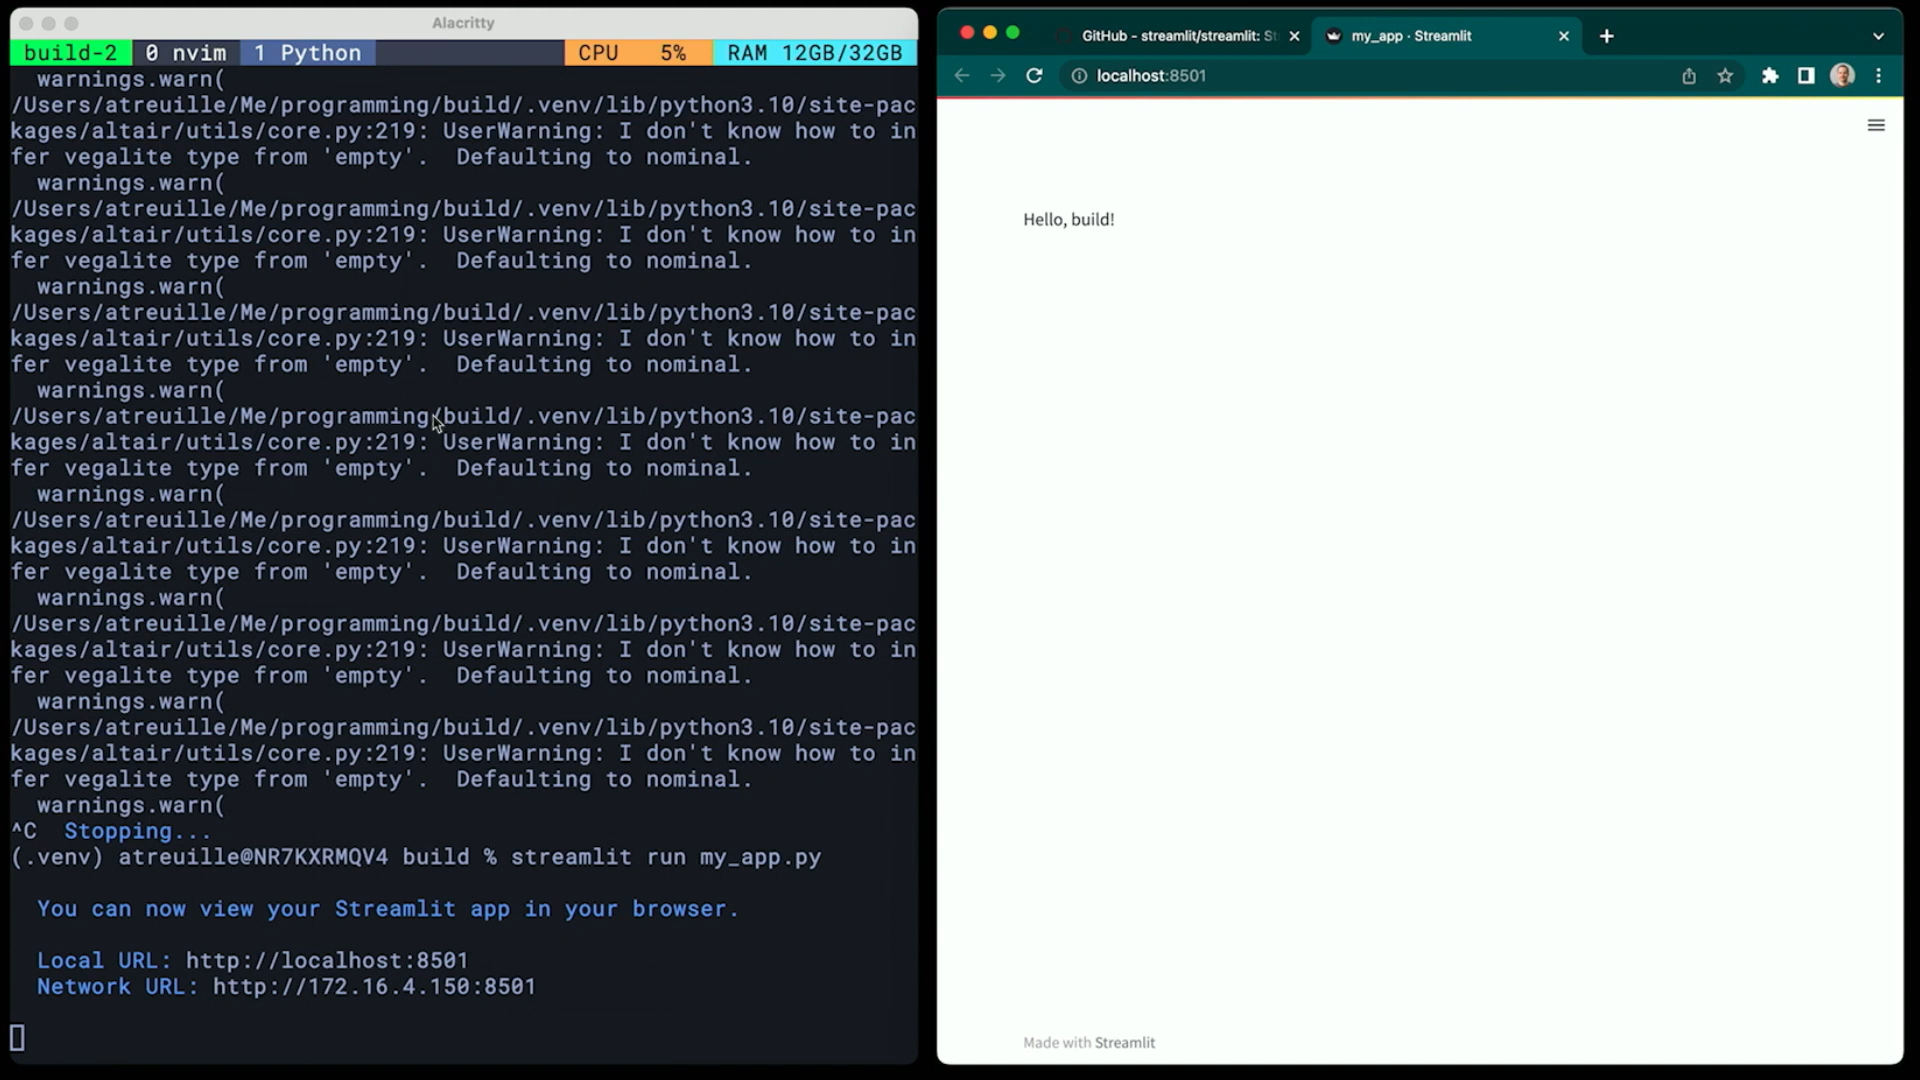 Alacritty
build-2 0 nvim 1 Python CPU 5% RAM 12GB/32GB
warnings.warn(
/Users/atreuille/Me/programming/build/.venv/lib/python3.10/site-pac
kages/altair/utils/core.py:219: UserWarning: I don't know how to in
fer vegalite type from 'empty'.  Defaulting to nominal.
warnings.warn(
/Users/atreuille/Me/programming/build/.venv/lib/python3.10/site-pac
kages/altair/utils/core.py:219: UserWarning: I don't know how to in
fer vegalite type from 'empty'.  Defaulting to nominal.
warnings.warn(
/Users/atreuille/Me/programming/build/.venv/lib/python3.10/site-pac
kages/altair/utils/core.py:219: UserWarning: I don't know how to in
fer vegalite type from 'empty'.  Defaulting to nominal.
warnings.warn(
/Users/atreuille/Me/programming/build/.venv/lib/python3.10/site-pac
kages/altair/utils/core.py:219: UserWarning: I don't know how to in
fer vegalite type from 'empty'.  Defaulting to nominal.
warnings.warn(
/Users/atreuille/Me/programming/build/.venv/lib/python3.10/site-pac
kages/altair/utils/core.py:219: UserWarning: I don't know how to in
fer vegalite type from 'empty'.  Defaulting to nominal.
warnings.warn(
/Users/atreuille/Me/programming/build/.venv/lib/python3.10/site-pac
kages/altair/utils/core.py:219: UserWarning: I don't know how to in
fer vegalite type from 'empty'.  Defaulting to nominal.
warnings.warn(
/Users/atreuille/Me/programming/build/.venv/lib/python3.10/site-pac
kages/altair/utils/core.py:219: UserWarning: I don't know how to in
fer vegalite type from 'empty'.  Defaulting to nominal.
warnings.warn(
^C  Stopping...
(.venv) atreuille@NR7KXRMQV4 build % streamlit run my_app.py
You can now view your Streamlit app in your browser.
Local URL: http://localhost:8501
Network URL: http://172.16.4.150:8501
GitHub - streamlit/streamlit: St
my_app · Streamlit
localhost:8501
Hello, build!
Made with Streamlit